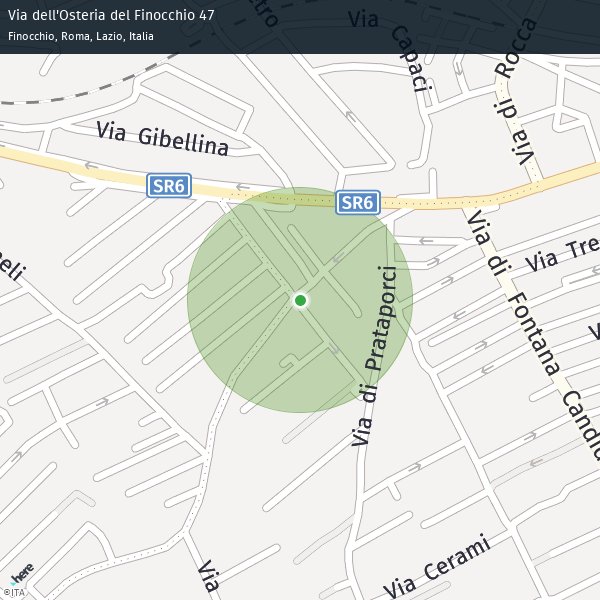 Via dell'Osteria del Finocchio 47
Finocchio, Roma, Lazio, Italia
Via Capaci
Via di Rocca
Via Gibellina
SR6
SR6
Via Tre
Via di Fontana Candid
Via di Prataporci
Via Cerami
Via
here
©ITA